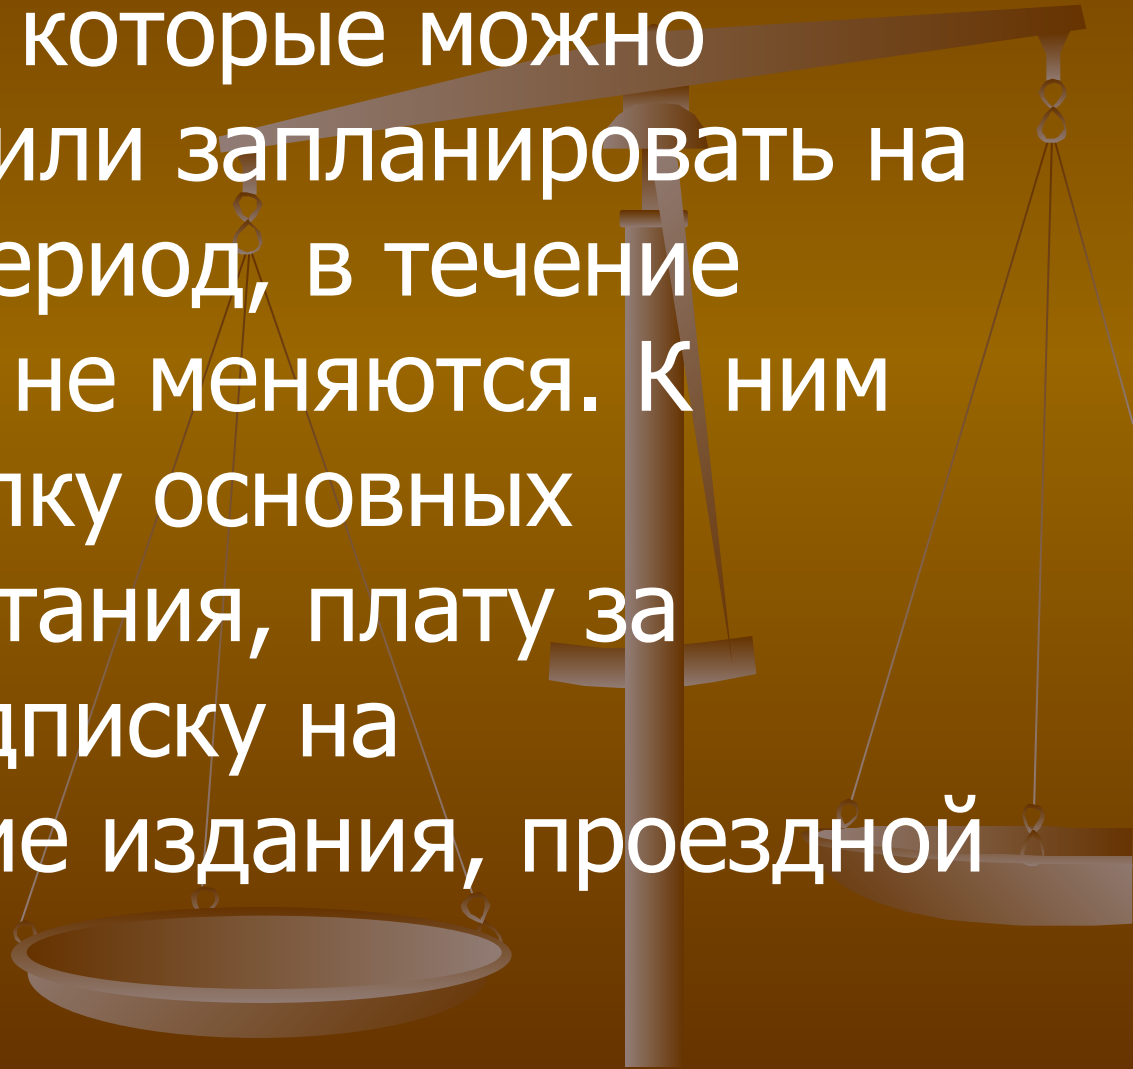 которые можно
или запланировать на
ериод, в течение
не меняются. К ним
пку основных
тания, плату за
дписку на
ие издания, проездной